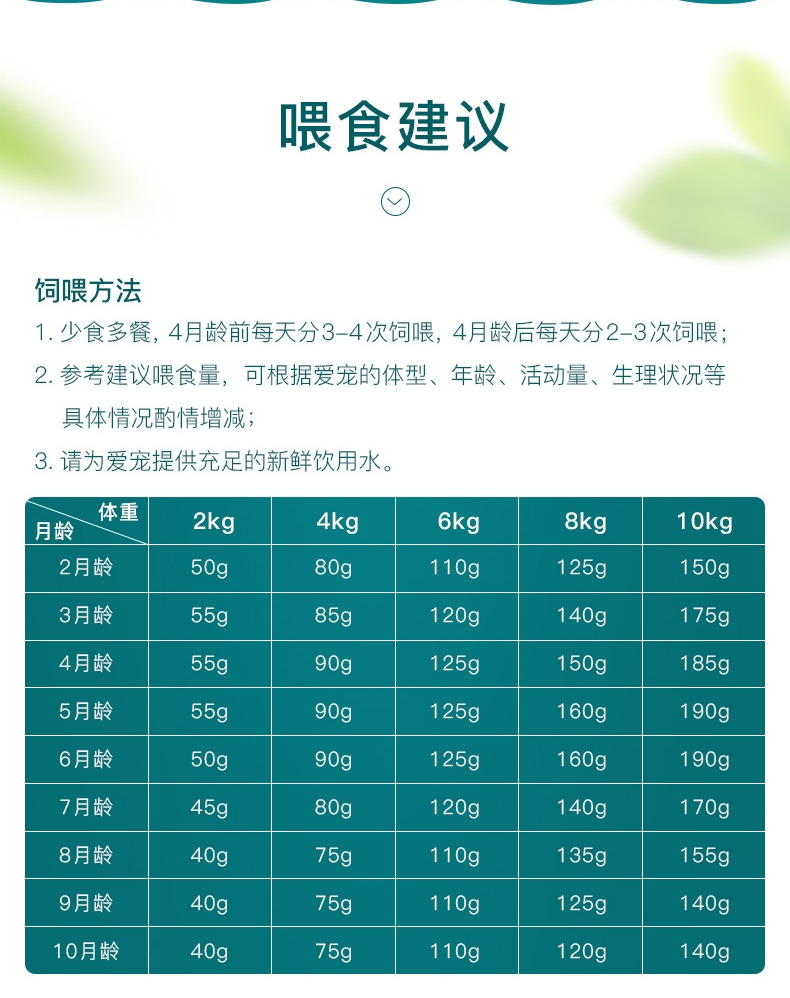 喂食建议
饲喂方法
1. 少食多餐, 4月龄前每天分3-4次饲喂, 4月龄后每天分2-3次饲喂;
2. 参考建议喂食量, 可根据爱宠的体型、年龄、活动量、生理状况等
具体情况酌情增减;
3. 请为爱宠提供充足的新鲜饮用水。
月龄 体重 2kg 4kg 6kg 8kg 10kg
2月龄 50g 80g 110g 125g 150g
3月龄 55g 85g 120g 140g 175g
4月龄 55g 90g 125g 150g 185g
5月龄 55g 90g 125g 160g 190g
6月龄 50g 90g 125g 160g 190g
7月龄 45g 80g 120g 140g 170g
8月龄 40g 75g 110g 135g 155g
9月龄 40g 75g 110g 125g 140g
10月龄 40g 75g 110g 120g 140g